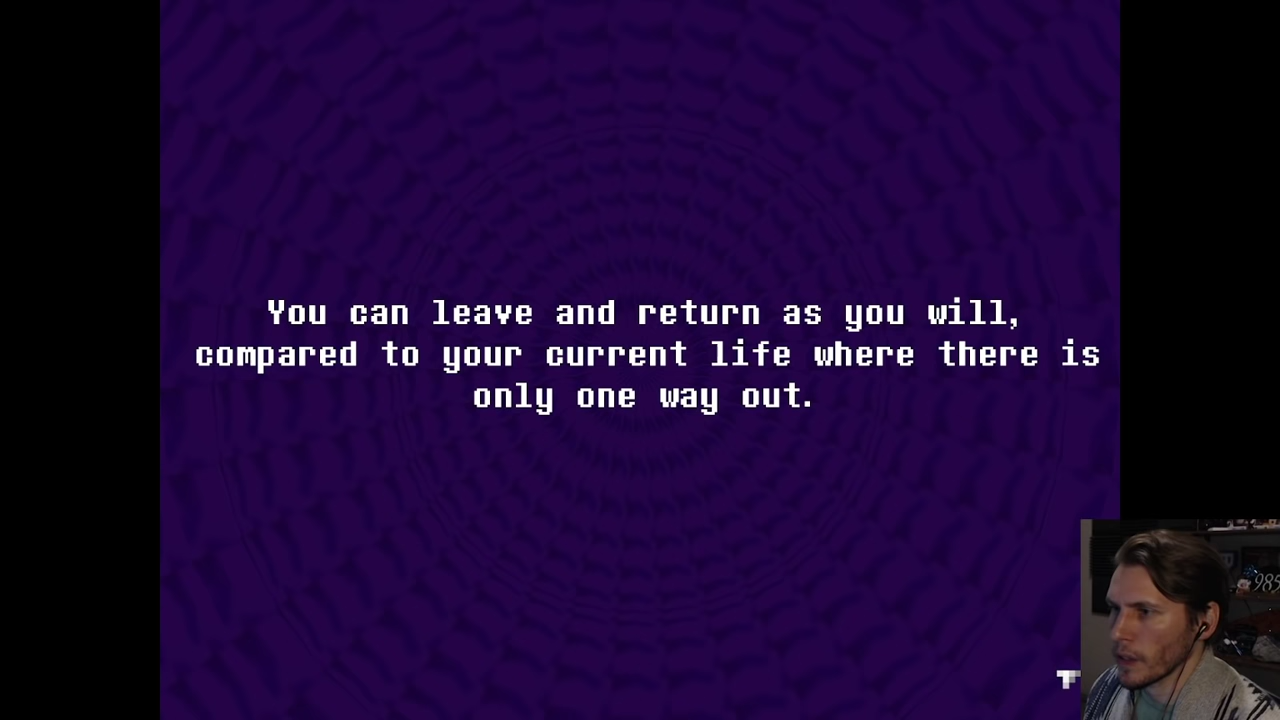 You can leave and return as you will,
compared to your current life where there is
only one way out.
985